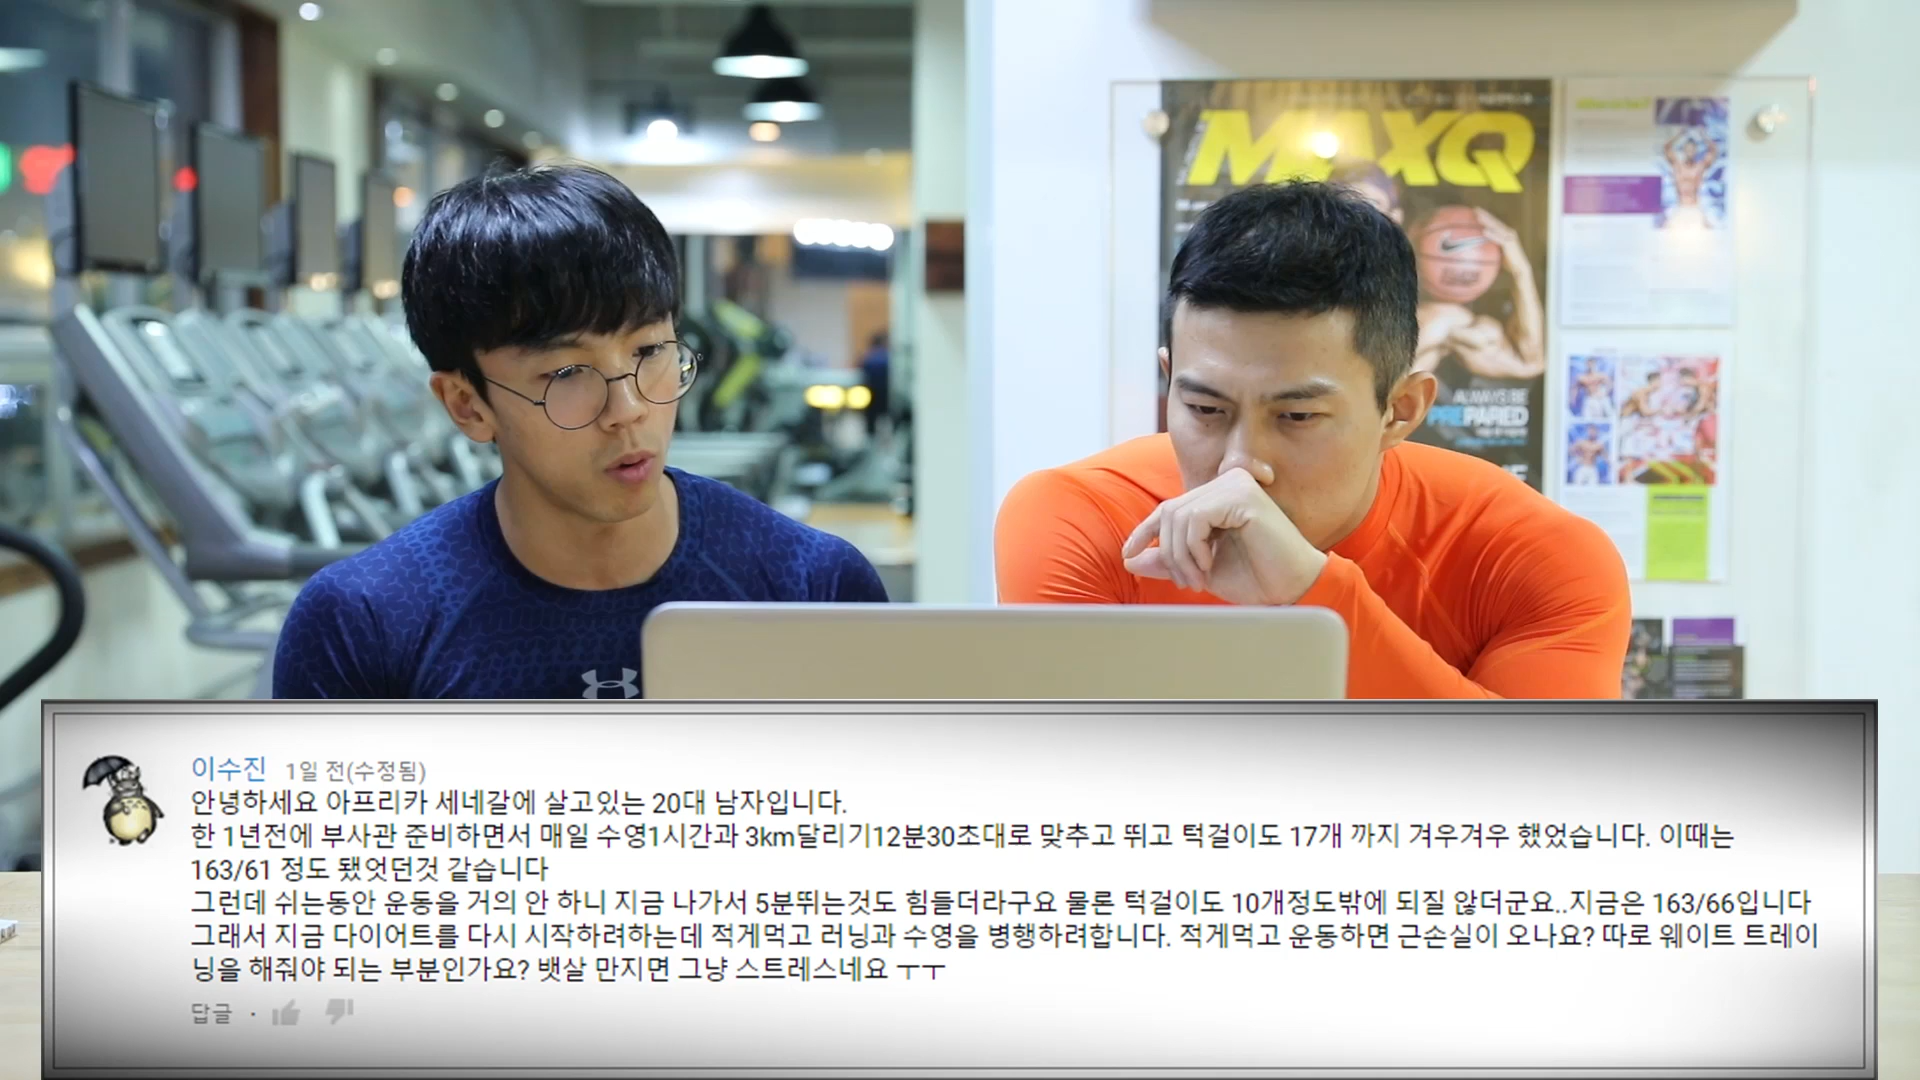 MAXQ
ALWAYS BE
PREPARED
이수진 1일 전(수정됨)
안녕하세요 아프리카 세네갈에 살고있는 20대 남자입니다.
한 1년전에 부사관 준비하면서 매일 수영1시간과 3km달리기12분30초대로 맞추고 뛰고 턱걸이도 17개 까지 겨우겨우 했었습니다. 이때는
163/61 정도 됐엇던것 같습니다
그런데 쉬는동안 운동을 거의 안 하니 지금 나가서 5분뛰는것도 힘들더라구요 물론 턱걸이도 10개정도밖에 되질 않더군요..지금은 163/66입니다
그래서 지금 다이어트를 다시 시작하려하는데 적게먹고 러닝과 수영을 병행하려합니다. 적게먹고 운동하면 근손실이 오나요? 따로 웨이트 트레이
닝을 해줘야 되는 부분인가요? 뱃살 만지면 그냥 스트레스네요 ㅜㅜ
답글 ·